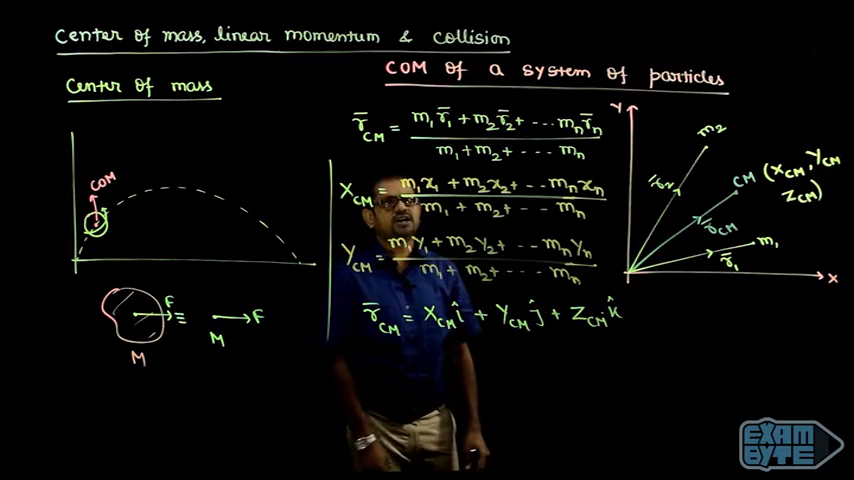 Center of mass, linear momentum & collision
Center of mass
COM
F
≡
M
F
M
COM of a system of particles
r̄CM = m₁r̄₁ + m₂r̄₂ + ... mₙr̄ₙ
m₁ + m₂ + - ... mₙ
XCM = m₁x₁ + m₂x₂ + ... mₙxₙ
m₁ + m₂ + ... mₙ
YCM = m₁Y₁ + m₂Y₂ + ... mₙYₙ
m₁ + m₂ + ... mₙ
r̄CM = XCM î + YCM ĵ + ZCM k̂
Y
m2
CM (XCM, YCM
ZCM)
r̄CM
m₁
r̄₁
X
EXAM
BYTE